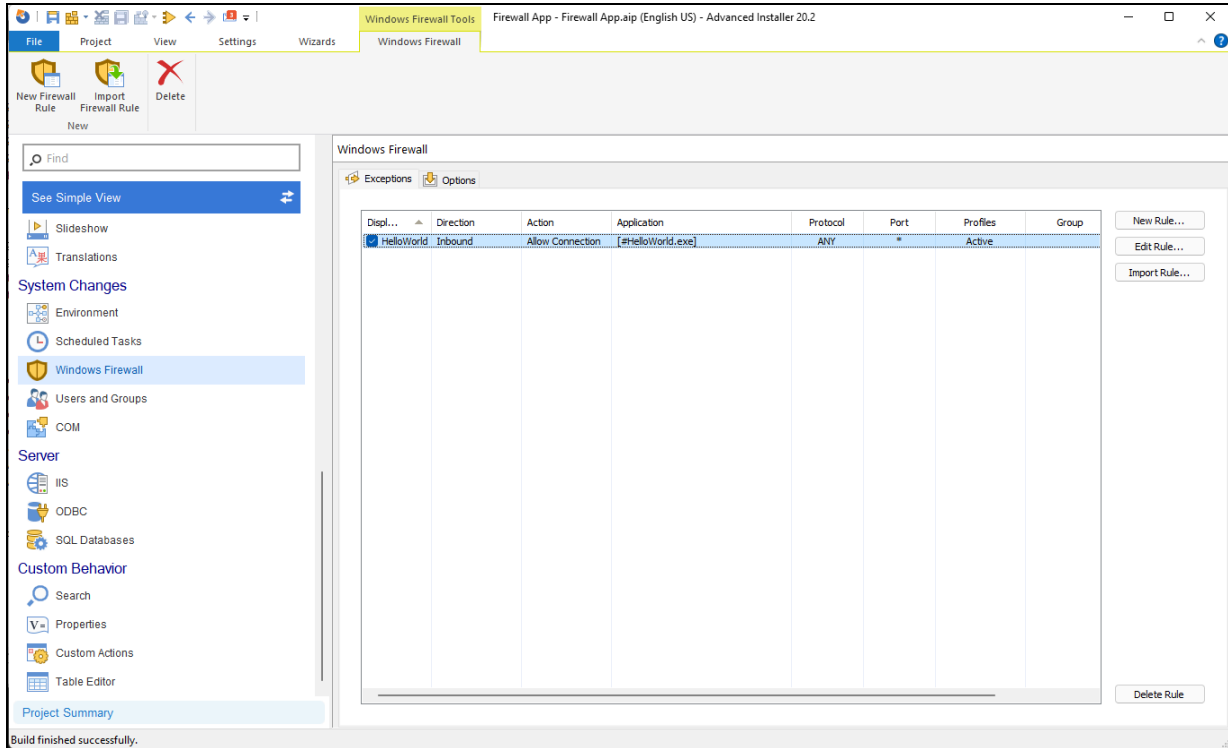 Windows Firewall Tools
Firewall App - Firewall App.aip (English US) - Advanced Installer 20.2
File Project View Settings Wizards Windows Firewall
New Firewall Rule
Import Firewall Rule
Delete
New
Windows Firewall
Find
Exceptions Options
See Simple View
Slideshow
Translations
System Changes
Environment
Scheduled Tasks
Windows Firewall
Users and Groups
COM
Server
IIS
ODBC
SQL Databases
Custom Behavior
Search
Properties
Custom Actions
Table Editor
Project Summary
Displ... Direction Action Application Protocol Port Profiles Group
HelloWorld Inbound Allow Connection [#HelloWorld.exe] ANY * Active
New Rule...
Edit Rule...
Import Rule...
Delete Rule
Build finished successfully.